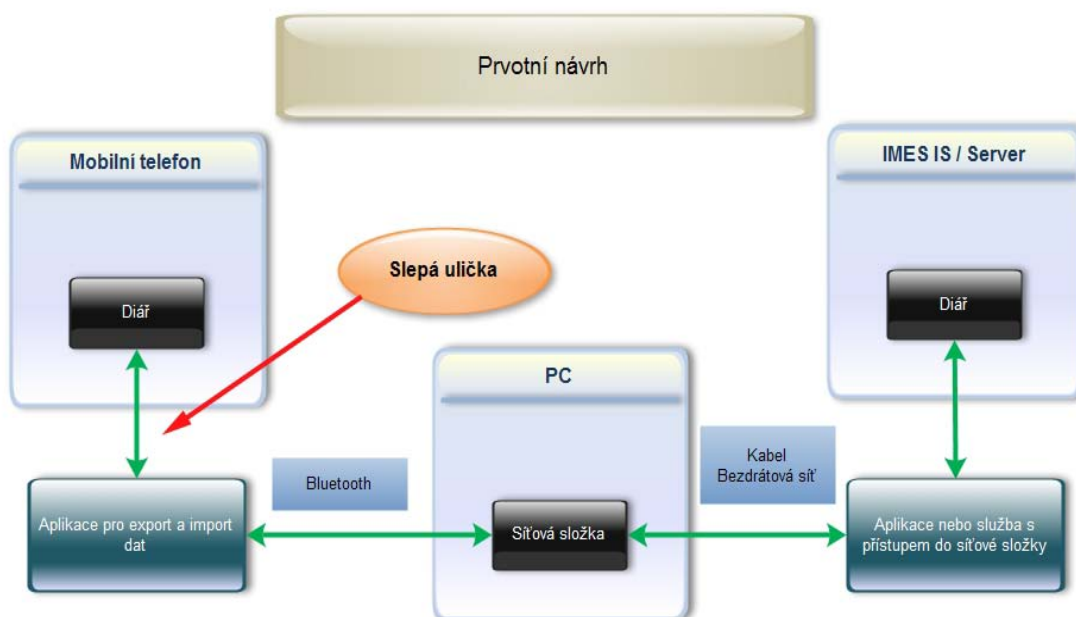 Prvotní návrh
Mobilní telefon
IMES IS / Server
Slepá ulička
Diář
Diář
PC
Kabel
Bezdrátová síť
Bluetooth
Aplikace pro export a import
dat
Síťová složka
Aplikace nebo služba s
přístupem do síťové složky